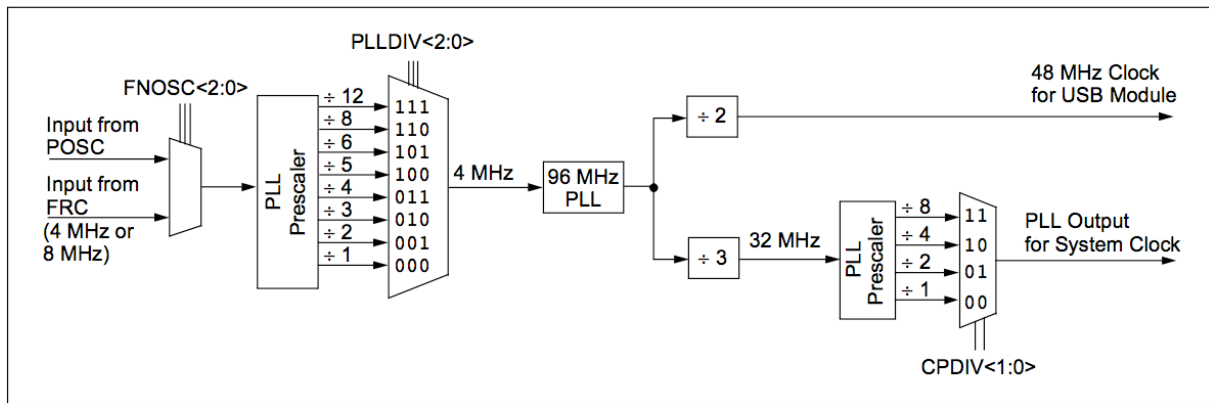 PLLDIV<2:0>
FNOSC<2:0>
Input from
POSC
Input from
FRC
(4 MHz or
8 MHz)
PLL
Prescaler
÷ 12
÷ 8
÷ 6
÷ 5
÷ 4
÷ 3
÷ 2
÷ 1
111
110
101
100
011
010
001
000
4 MHz
96 MHz
PLL
÷ 2
48 MHz Clock
for USB Module
÷ 3
32 MHz
PLL
Prescaler
÷ 8
÷ 4
÷ 2
÷ 1
11
10
01
00
PLL Output
for System Clock
CPDIV<1:0>